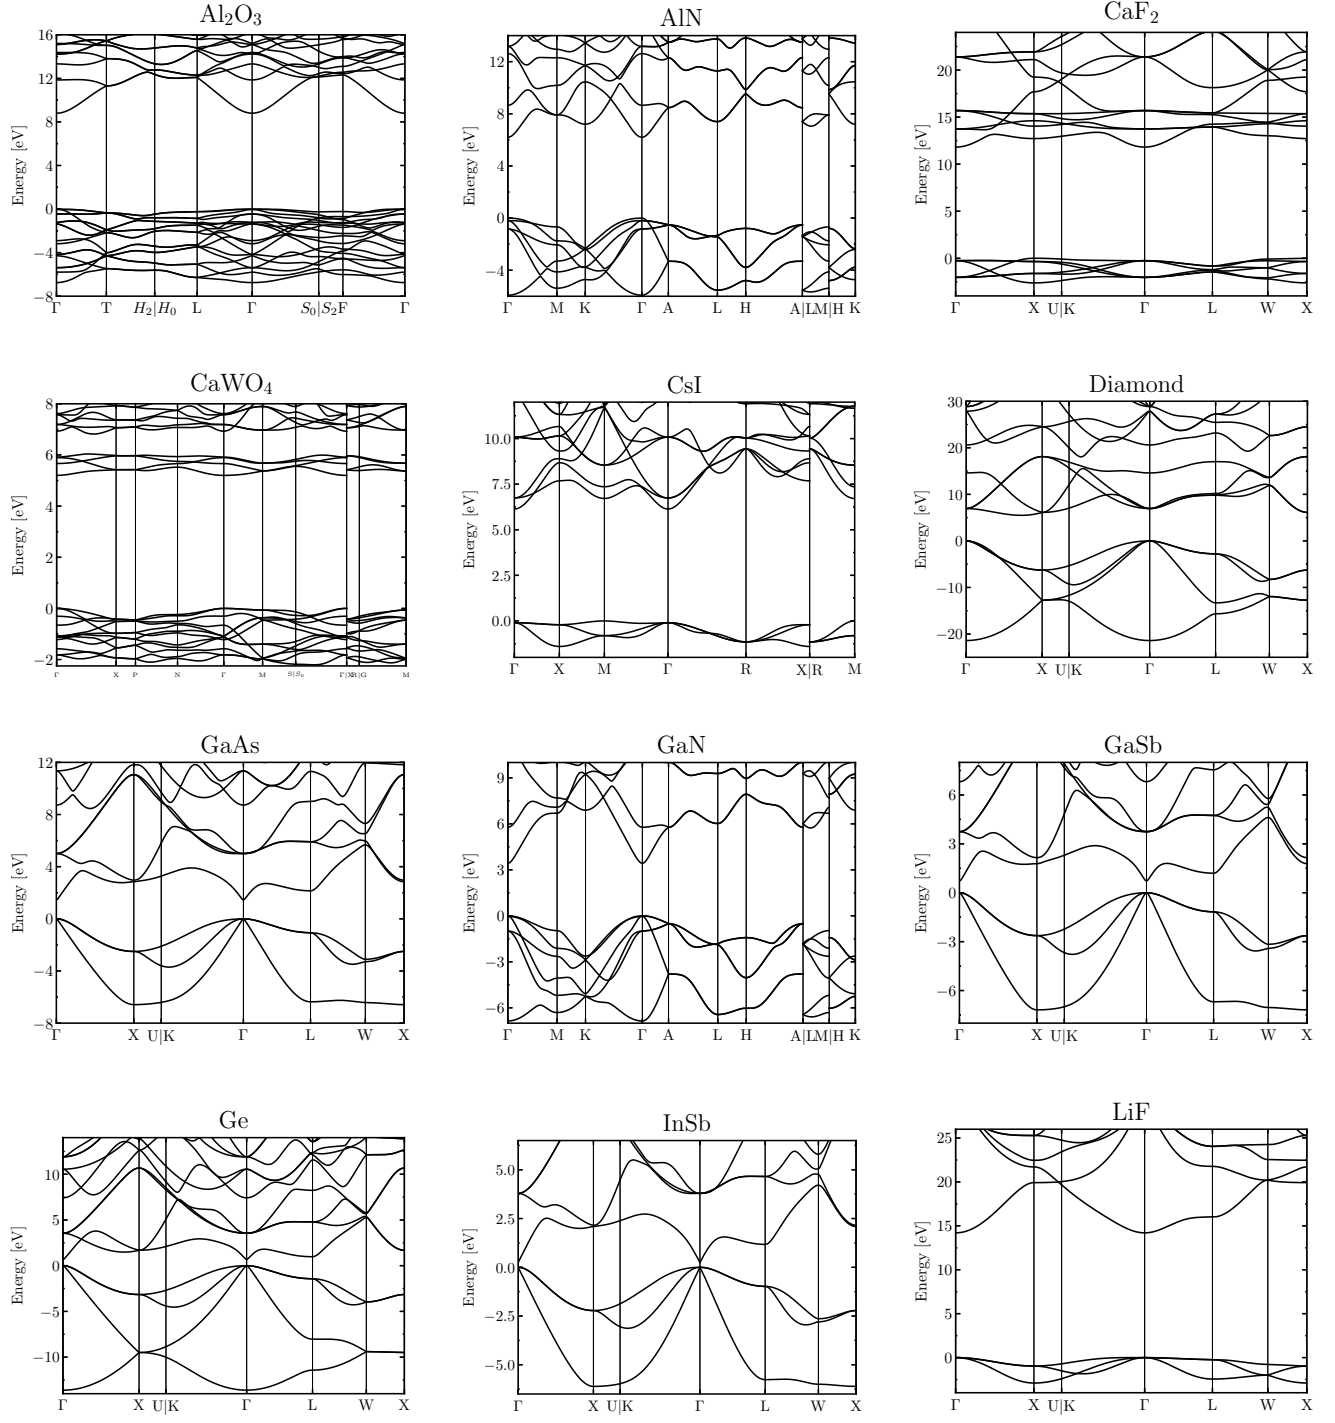 Al₂O₃
Energy [eV]
16
12
8
4
0
−4
−8
Γ T H₂|H₀ L Γ S₀|S₂F Γ
AlN
Energy [eV]
12
8
4
0
−4
Γ M K Γ A L H A|LM|H K
CaF₂
Energy [eV]
20
15
10
5
0
Γ X U|K Γ L W X
CaWO₄
Energy [eV]
8
6
4
2
0
−2
Γ X P N Γ M S|S₀ Γ|XR|G M
CsI
Energy [eV]
10.0
7.5
5.0
2.5
0.0
Γ X M Γ R X|R M
Diamond
Energy [eV]
30
20
10
0
−10
−20
Γ X U|K Γ L W X
GaAs
Energy [eV]
12
8
4
0
−4
−8
Γ X U|K Γ L W X
GaN
Energy [eV]
9
6
3
0
−3
−6
Γ M K Γ A L H A|LM|H K
GaSb
Energy [eV]
6
3
0
−3
−6
Γ X U|K Γ L W X
Ge
Energy [eV]
10
5
0
−5
−10
Γ X U|K Γ L W X
InSb
Energy [eV]
5.0
2.5
0.0
−2.5
−5.0
Γ X U|K Γ L W X
LiF
Energy [eV]
25
20
15
10
5
0
Γ X U|K Γ L W X